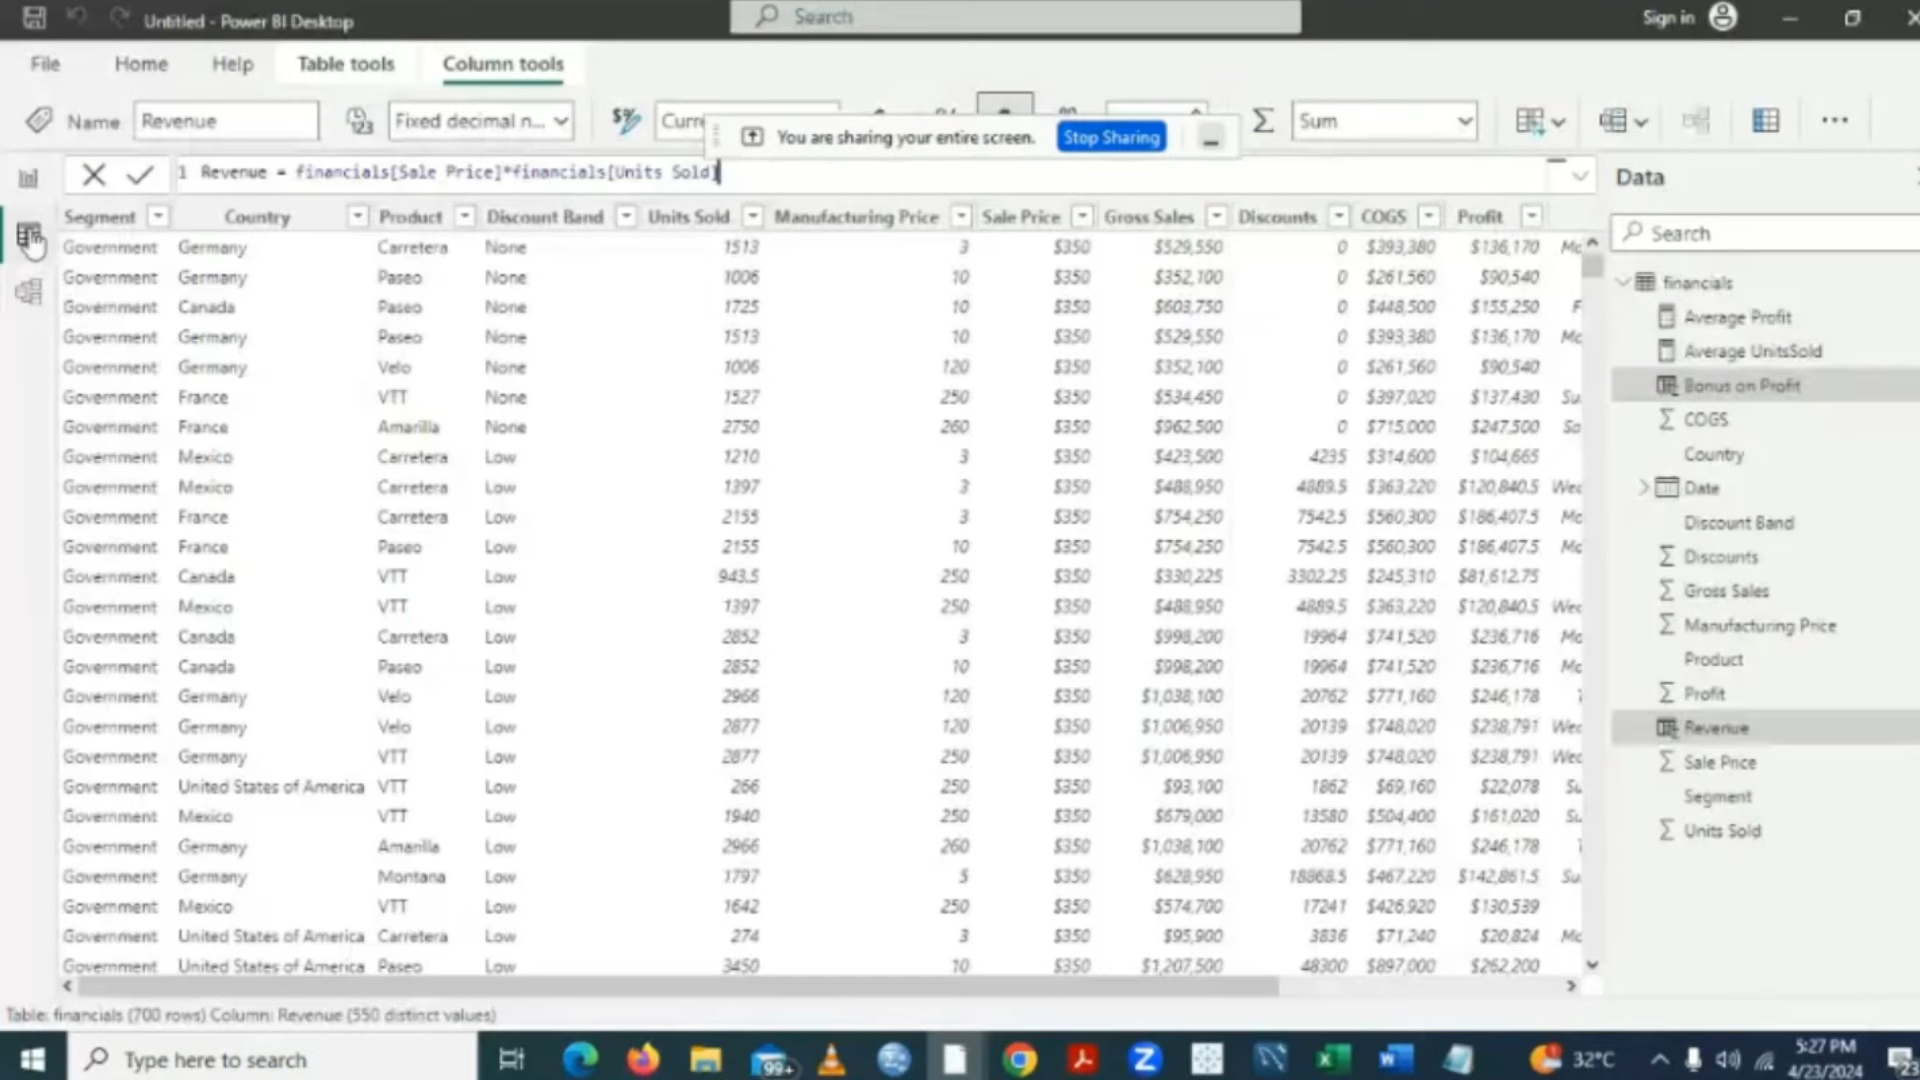 Untitled - Power BI Desktop
Search
Sign in
File Home Help Table tools Column tools
Name Revenue Fixed decimal n... Sum
You are sharing your entire screen. Stop Sharing
1 Revenue = financials[Sale Price]*financials[Units Sold]
Segment Country Product Discount Band Units Sold Manufacturing Price Sale Price Gross Sales Discounts COGS Profit
Government Germany Carretera None 1513 3 $350 $529,550 0 $393,380 $136,170 Mo
Government Germany Paseo None 1006 10 $350 $352,100 0 $261,560 $90,540
Government Canada Paseo None 1725 10 $350 $603,750 0 $448,500 $155,250 F
Government Germany Paseo None 1513 10 $350 $529,550 0 $393,380 $136,170 Mo
Government Germany Velo None 1006 120 $350 $352,100 0 $261,560 $90,540
Government France VTT None 1527 250 $350 $534,450 0 $397,020 $137,430 Su
Government France Amarilla None 2750 260 $350 $962,500 0 $715,000 $247,500 Sa
Government Mexico Carretera Low 1210 3 $350 $423,500 4235 $314,600 $104,665
Government Mexico Carretera Low 1397 3 $350 $488,950 4889.5 $363,220 $120,840.5 Wed
Government France Carretera Low 2155 3 $350 $754,250 7542.5 $560,300 $186,407.5 Mo
Government France Paseo Low 2155 10 $350 $754,250 7542.5 $560,300 $186,407.5 Mo
Government Canada VTT Low 943.5 250 $350 $330,225 3302.25 $245,310 $81,612.75
Government Mexico VTT Low 1397 250 $350 $488,950 4889.5 $363,220 $120,840.5 Wed
Government Canada Carretera Low 2852 3 $350 $998,200 19964 $741,520 $236,716 Mo
Government Canada Paseo Low 2852 10 $350 $998,200 19964 $741,520 $236,716 Mo
Government Germany Velo Low 2966 120 $350 $1,038,100 20762 $771,160 $246,178
Government Germany Velo Low 2877 120 $350 $1,006,950 20139 $748,020 $238,791 Wed
Government Germany VTT Low 2877 250 $350 $1,006,950 20139 $748,020 $238,791 Wed
Government United States of America VTT Low 266 250 $350 $93,100 1862 $69,160 $22,078 Su
Government Mexico VTT Low 1940 250 $350 $679,000 13580 $504,400 $161,020 Su
Government Germany Amarilla Low 2966 260 $350 $1,038,100 20762 $771,160 $246,178
Government Germany Montana Low 1797 5 $350 $628,950 18868.5 $467,220 $142,861.5 Su
Government Mexico VTT Low 1642 250 $350 $574,700 17241 $426,920 $130,539
Government United States of America Carretera Low 274 3 $350 $95,900 3836 $71,240 $20,824 Mo
Government United States of America Paseo Low 3450 10 $350 $1,207,500 48300 $897,000 $262,200
Data
Search
financials
Average Profit
Average UnitsSold
Bonus on Profit
COGS
Country
Date
Discount Band
Discounts
Gross Sales
Manufacturing Price
Product
Profit
Revenue
Sale Price
Segment
Units Sold
Table: financials (700 rows) Column: Revenue (550 distinct values)
Type here to search
99+
32°C
5:27 PM
4/23/2024
23